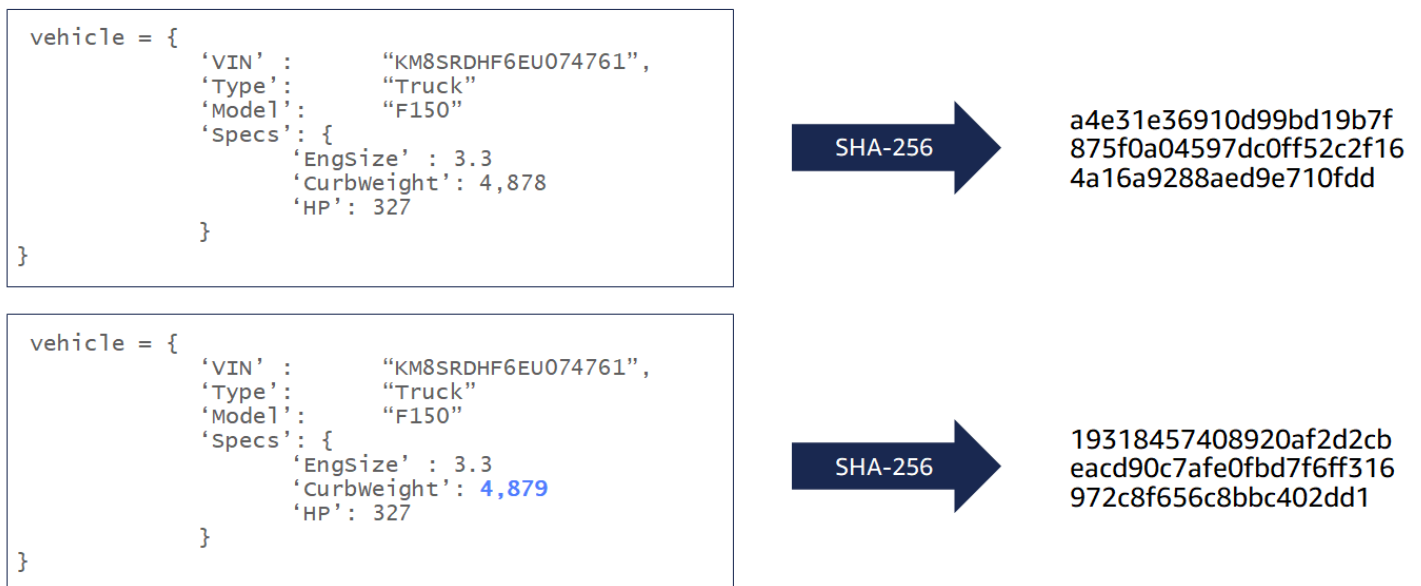 vehicle = {
‘VIN’ : “KM8SRDHF6EU074761”,
‘Type’: “Truck”
‘Model’: “F150”
‘Specs’: {
‘EngSize’ : 3.3
‘CurbWeight’: 4,878
‘HP’: 327
}
}
SHA-256
a4e31e36910d99bd19b7f
875f0a04597dc0ff52c2f16
4a16a9288aed9e710fdd
vehicle = {
‘VIN’ : “KM8SRDHF6EU074761”,
‘Type’: “Truck”
‘Model’: “F150”
‘Specs’: {
‘EngSize’ : 3.3
‘CurbWeight’: 4,879
‘HP’: 327
}
}
SHA-256
19318457408920af2d2cb
eacd90c7afe0fbd7f6ff316
972c8f656c8bbc402dd1